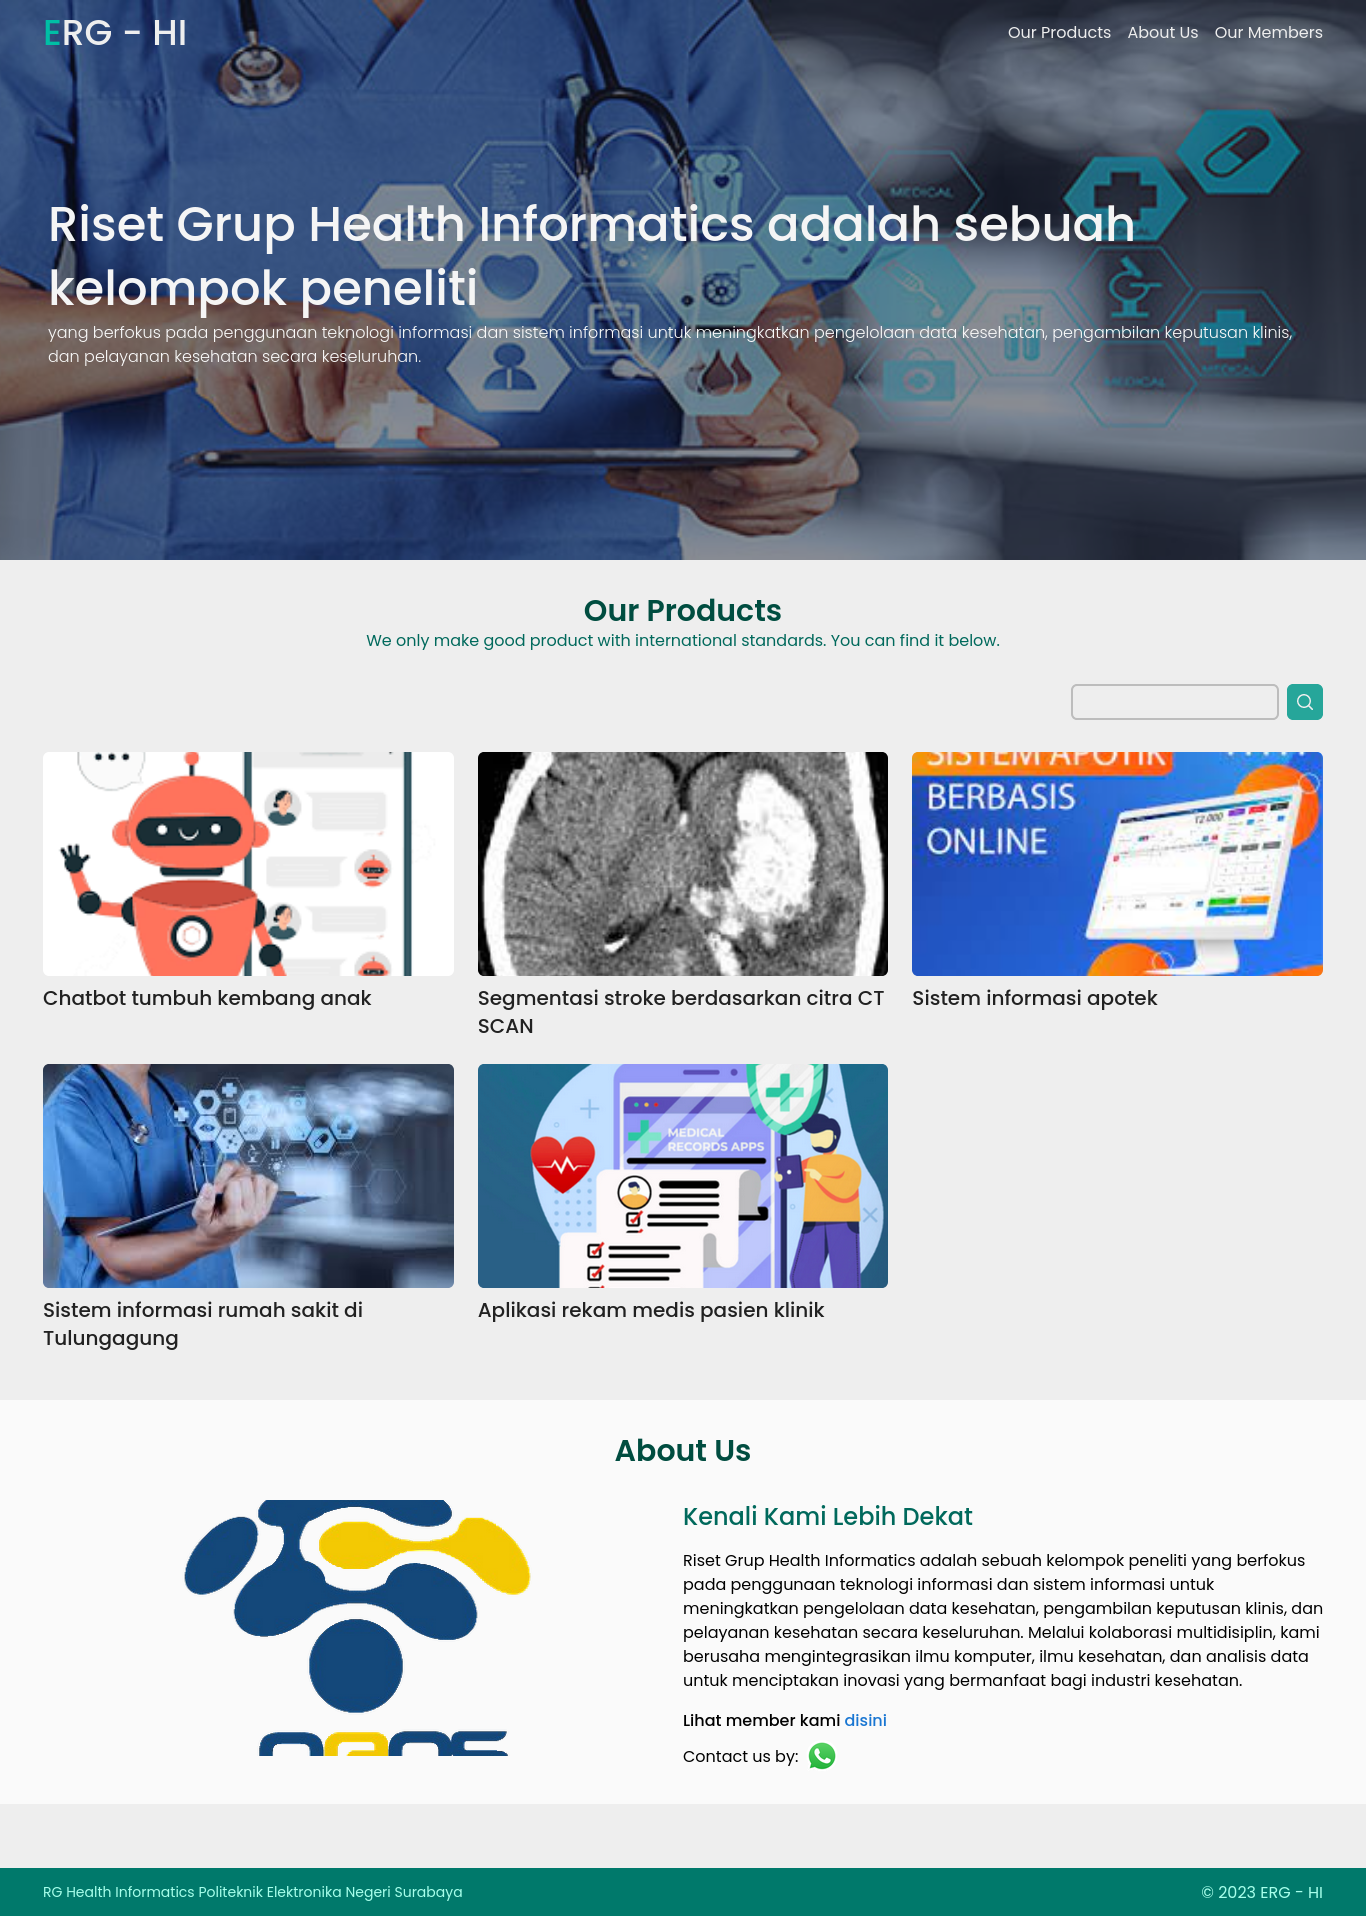 ERG - HI
Our Products
About Us
Our Members
MEDICAL
Riset Grup Health Informatics adalah sebuah
kelompok peneliti
yang berfokus pada penggunaan teknologi informasi dan sistem informasi untuk meningkatkan pengelolaan data kesehatan, pengambilan keputusan klinis,
dan pelayanan kesehatan secara keseluruhan.
MEDICAL
MEDICAL
Our Products
We only make good product with international standards. You can find it below.
SISTEM APOTIK
BERBASIS
ONLINE
12.000
Chatbot tumbuh kembang anak
Segmentasi stroke berdasarkan citra CT
SCAN
Sistem informasi apotek
MEDICAL
RECORDS APPS
Sistem informasi rumah sakit di
Tulungagung
Aplikasi rekam medis pasien klinik
About Us
Kenali Kami Lebih Dekat
Riset Grup Health Informatics adalah sebuah kelompok peneliti yang berfokus
pada penggunaan teknologi informasi dan sistem informasi untuk
meningkatkan pengelolaan data kesehatan, pengambilan keputusan klinis, dan
pelayanan kesehatan secara keseluruhan. Melalui kolaborasi multidisiplin, kami
berusaha mengintegrasikan ilmu komputer, ilmu kesehatan, dan analisis data
untuk menciptakan inovasi yang bermanfaat bagi industri kesehatan.
Lihat member kami disini
Contact us by:
RG Health Informatics Politeknik Elektronika Negeri Surabaya
© 2023 ERG - HI